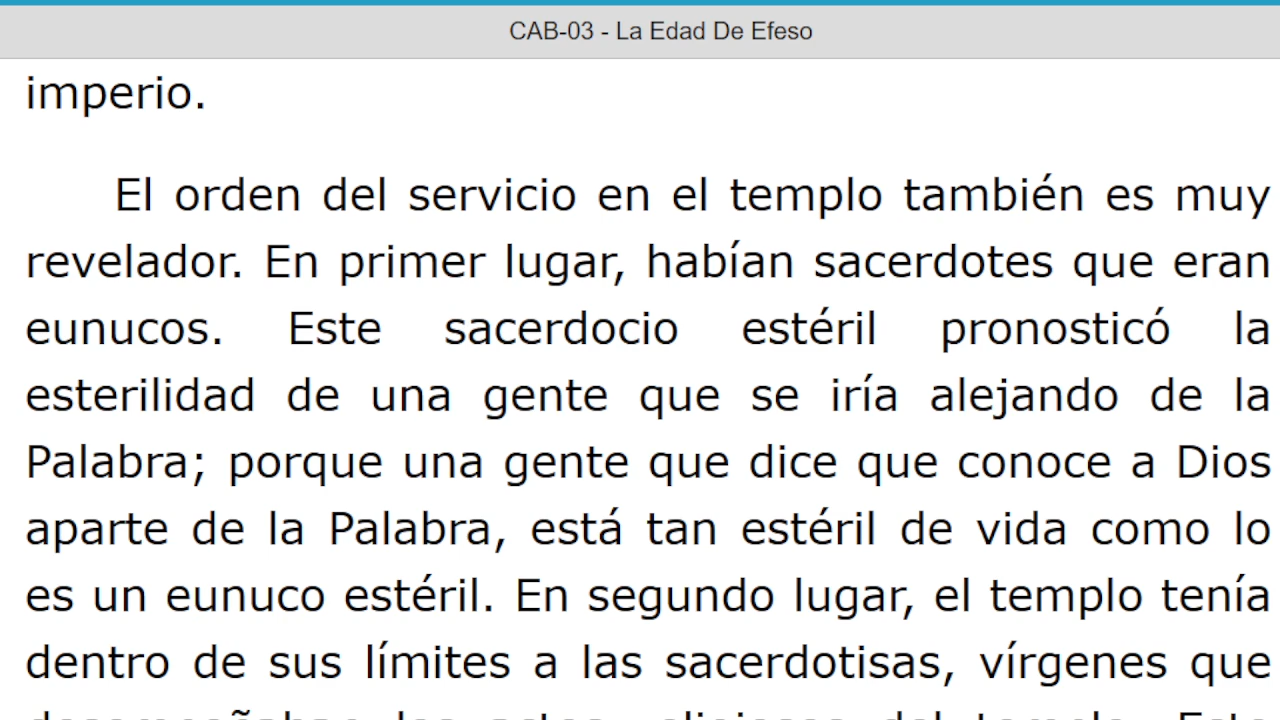 CAB-03 - La Edad De Efeso
imperio.
El orden del servicio en el templo también es muy
revelador. En primer lugar, habían sacerdotes que eran
eunucos. Este sacerdocio estéril pronosticó la
esterilidad de una gente que se iría alejando de la
Palabra; porque una gente que dice que conoce a Dios
aparte de la Palabra, está tan estéril de vida como lo
es un eunuco estéril. En segundo lugar, el templo tenía
dentro de sus límites a las sacerdotisas, vírgenes que